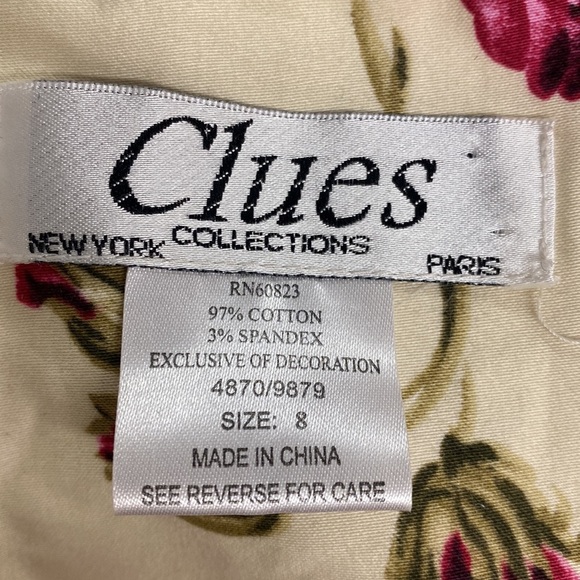 Clues
NEW YORK COLLECTIONS PARIS
RN60823
97% COTTON
3% SPANDEX
EXCLUSIVE OF DECORATION
4870/9879
SIZE: 8
MADE IN CHINA
SEE REVERSE FOR CARE